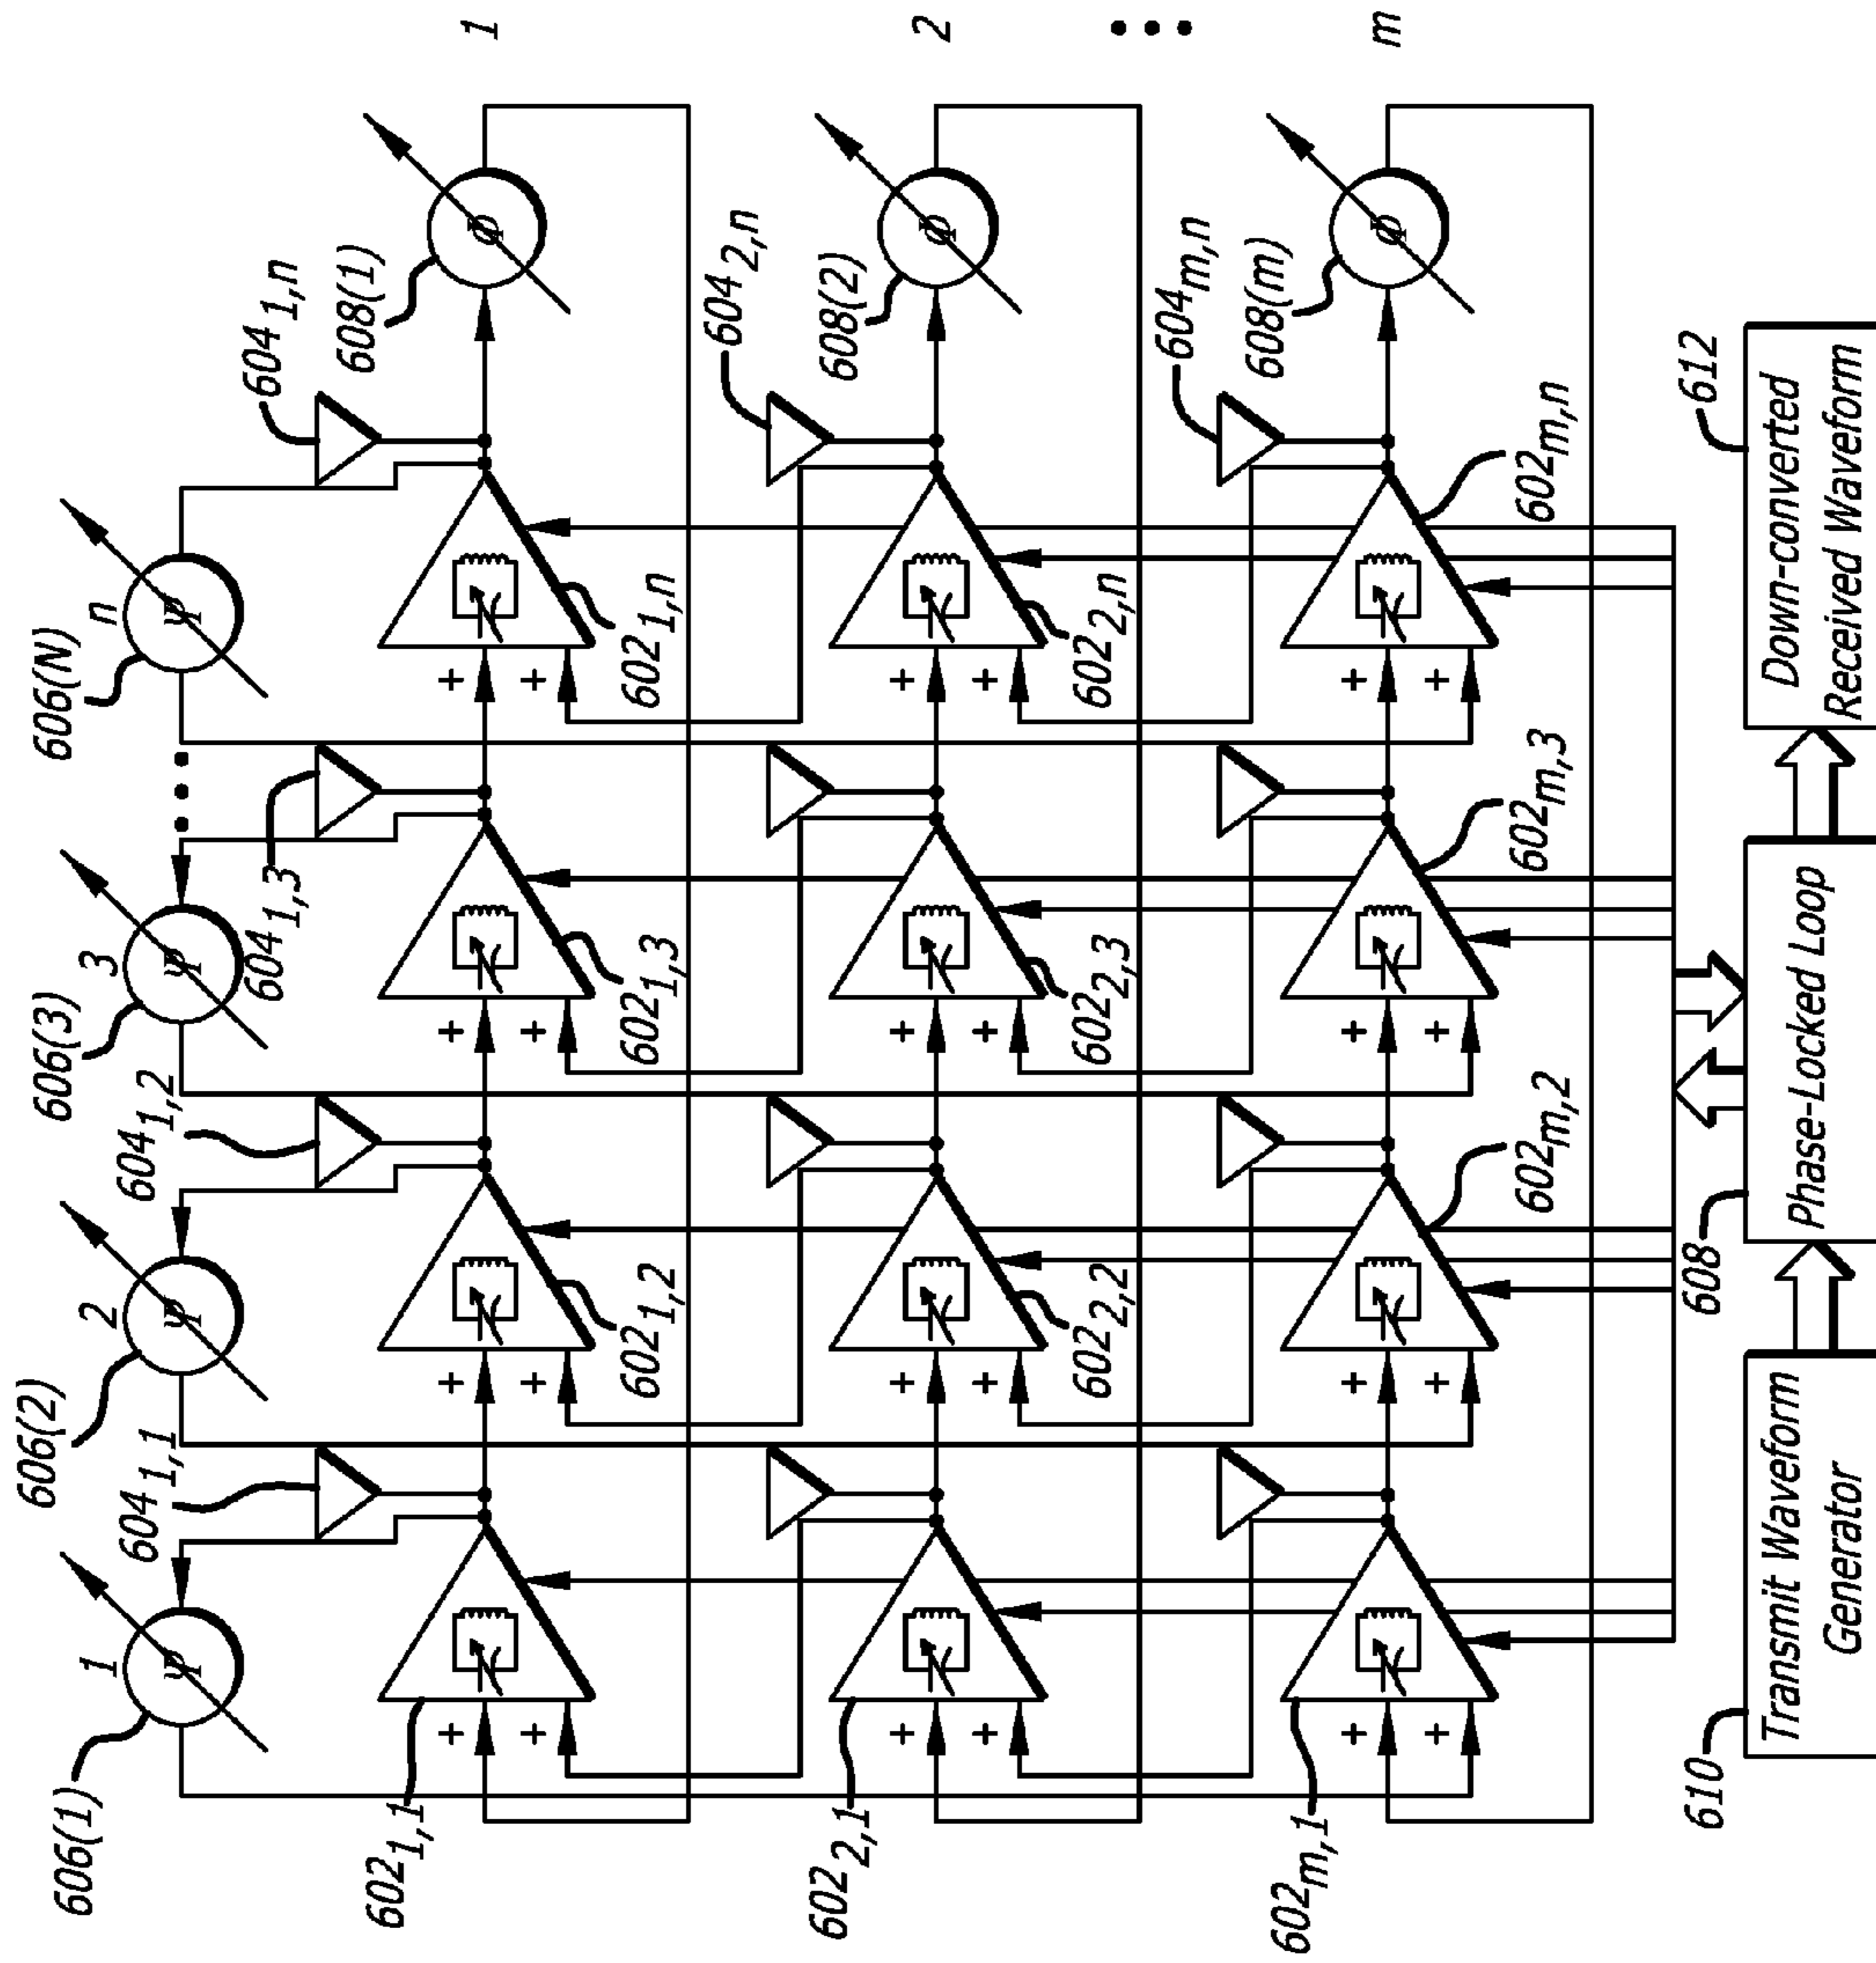 606(1)
606(2)
606(3)
606(N)
1
2
3
• • •
n
Ψ
Ψ
Ψ
Ψ
604 1,1
604 1,2
604 1,3
604 1,n
608(1)
602 1,1
+ + + +
Φ
1
+ + + +
602 1,2
602 1,3
602 1,n
604 2,n
608(2)
602 2,1
+ + + +
Φ
2
+ + + +
602 2,2
602 2,3
602 2,n
• • •
604 m,n
608(m)
602 m,1
+ + + +
Φ
m
+ + + +
602 m,2
602 m,3
602 m,n
610
608
612
Transmit Waveform
Generator
Phase-Locked Loop
Down-converted
Received Waveform